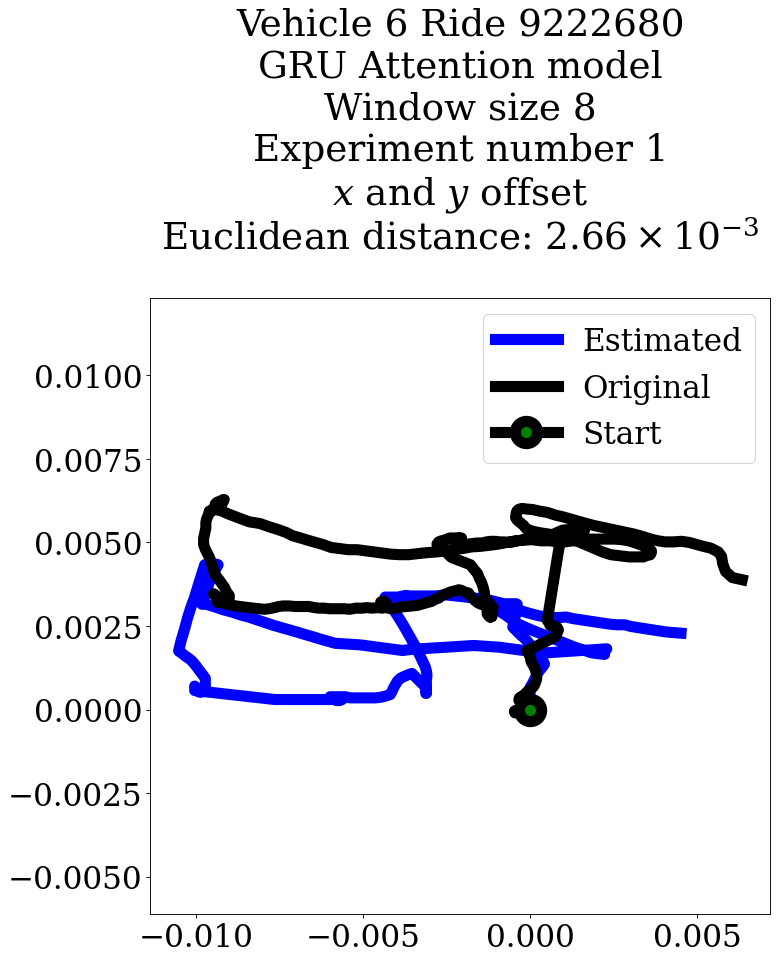 Vehicle 6 Ride 9222680
GRU Attention model
Window size 8
Experiment number 1
x and y offset
Euclidean distance: 2.66 × 10⁻³
Estimated
Original
Start
0.0100
0.0075
0.0050
0.0025
0.0000
−0.0025
−0.0050
−0.010 −0.005 0.000 0.005